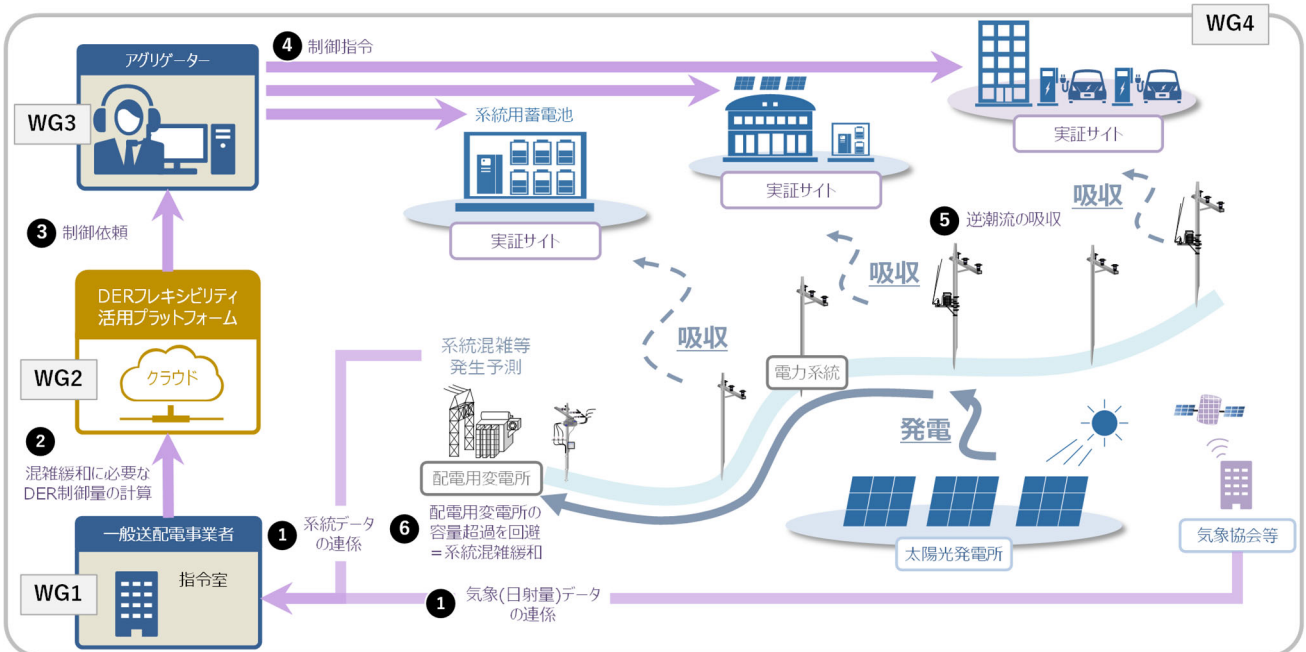 WG4
アグリゲーター
WG3
❹ 制御指令
系統用蓄電池
実証サイト
実証サイト
実証サイト
❸ 制御依頼
❺ 逆潮流の吸収
吸収
吸収
吸収
DERフレキシビリティ
活用プラットフォーム
クラウド
WG2
系統混雑等
発生予測
電力系統
発電
配電用変電所
❷
混雑緩和に必要な
DER制御量の計算
一般送配電事業者
指令室
WG1
❶ 系統データ
の連係
❻ 配電用変電所の
容量超過を回避
=系統混雑緩和
太陽光発電所
気象協会等
❶ 気象(日射量)データ
の連係